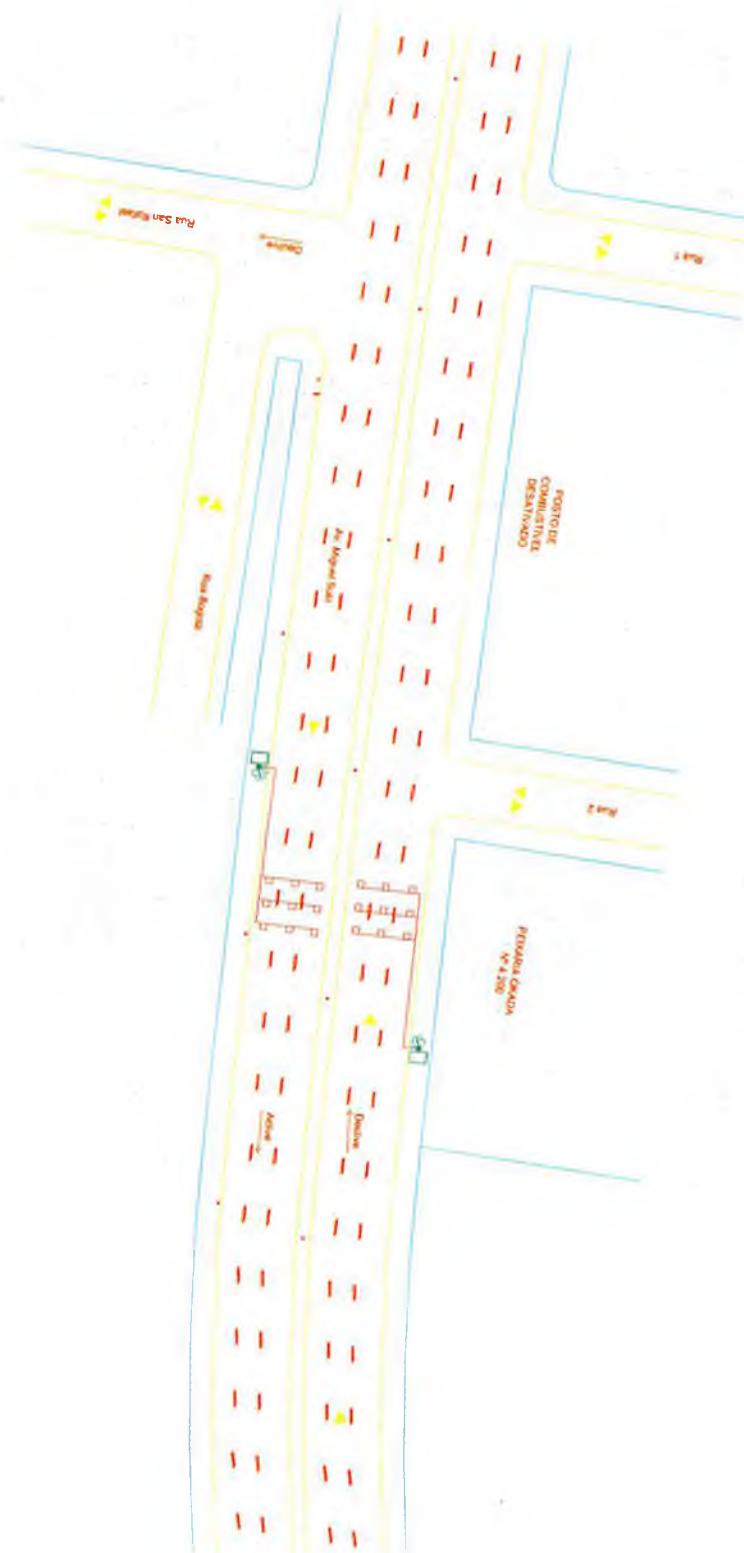 Rua San Rafael
Declive
Rua 1
POSTO DE
COMBUSTÍVEL
DESATIVADO
Av. Miguel Sutil
Rua Bogotá
Rua 2
PEIXARIA OKADA
Nº 4.200
Aclive
Declive